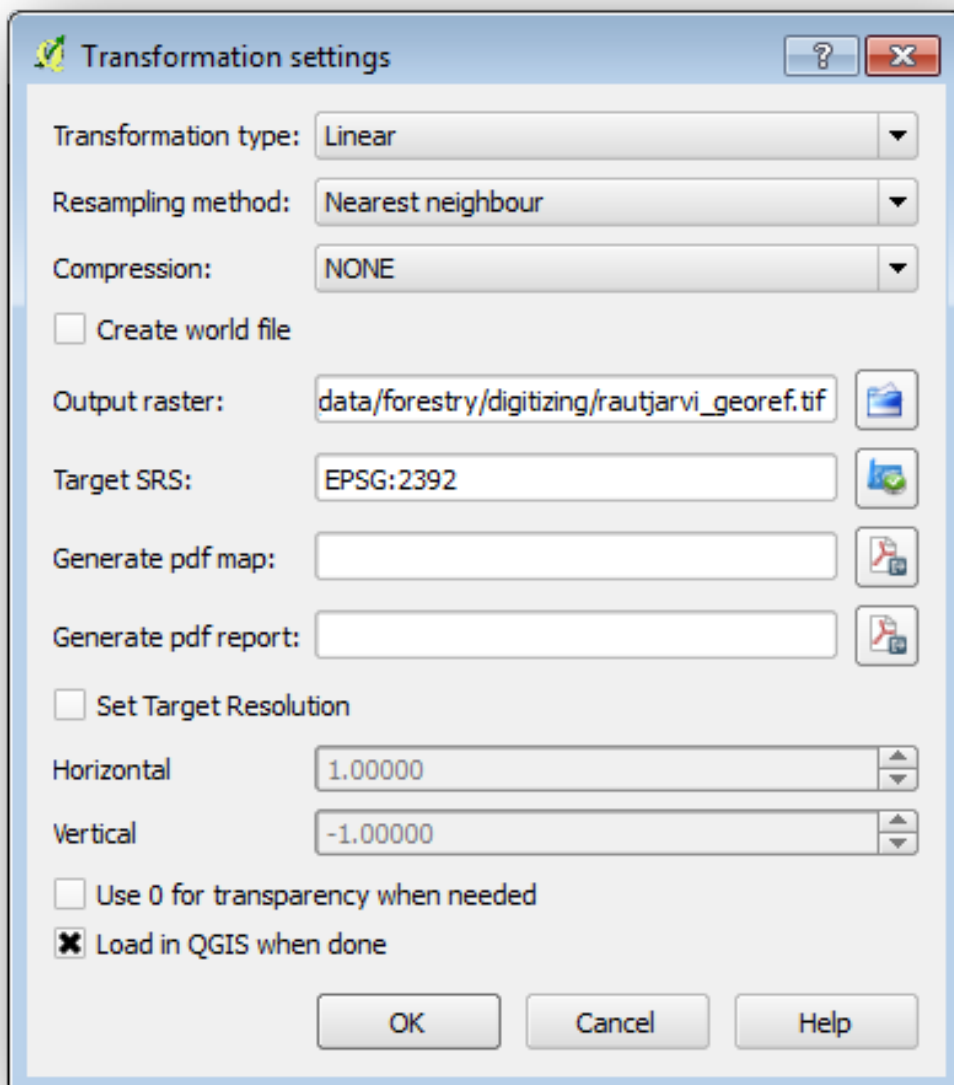 Transformation settings
Transformation type: Linear
Resampling method: Nearest neighbour
Compression: NONE
Create world file
Output raster: data/forestry/digitizing/rautjarvi_georef.tif
Target SRS: EPSG:2392
Generate pdf map:
Generate pdf report:
Set Target Resolution
Horizontal 1.00000
Vertical -1.00000
Use 0 for transparency when needed
Load in QGIS when done
OK Cancel Help